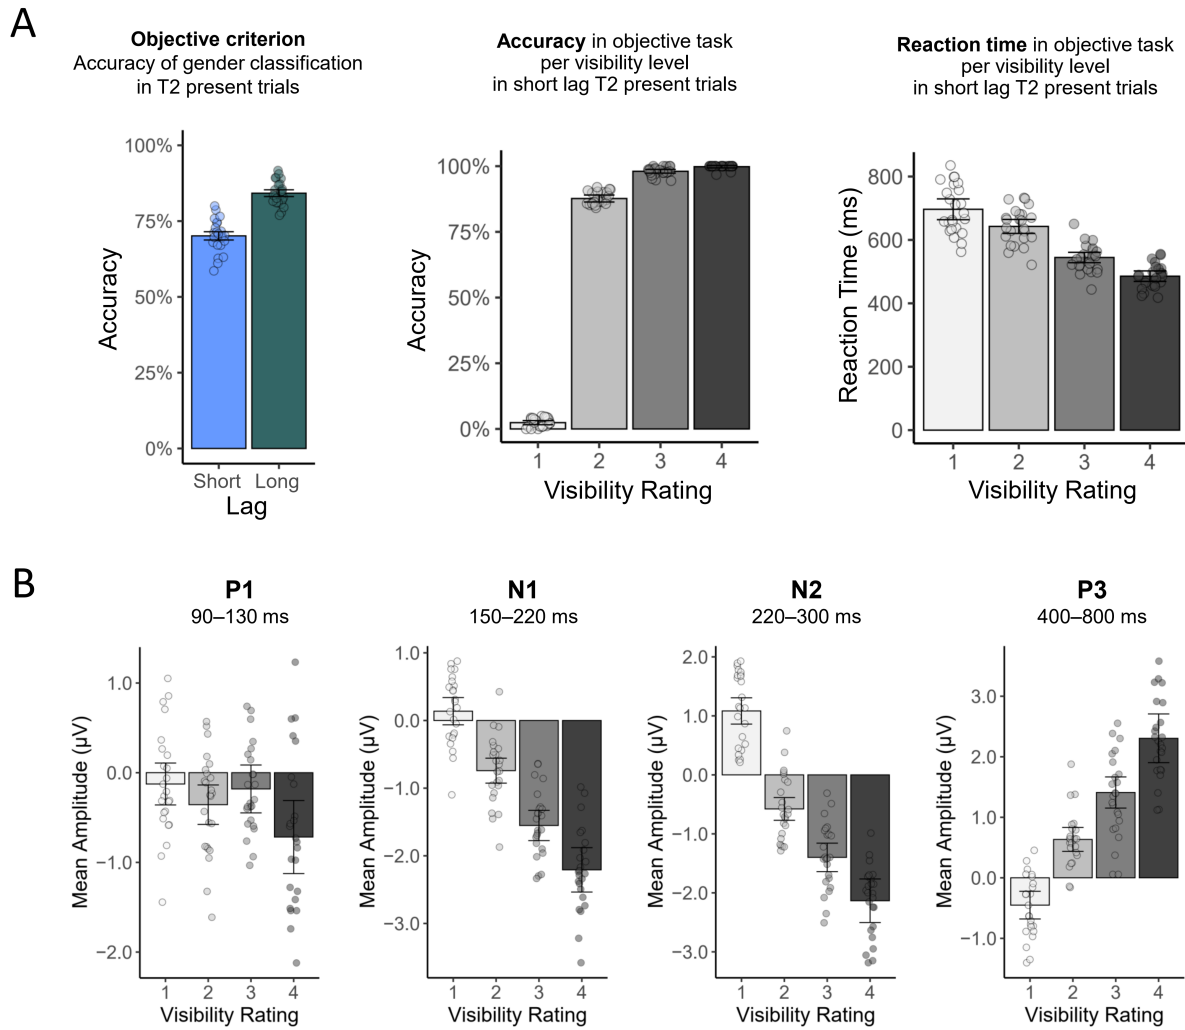 A
Objective criterion
Accuracy of gender classification
in T2 present trials
100%
75%
50%
25%
0%
Accuracy
Short Long
Lag
Accuracy in objective task
per visibility level
in short lag T2 present trials
100%
75%
50%
25%
0%
Accuracy
1 2 3 4
Visibility Rating
Reaction time in objective task
per visibility level
in short lag T2 present trials
800
600
400
200
0
Reaction Time (ms)
1 2 3 4
Visibility Rating
B
P1
90–130 ms
1.0
0.0
−1.0
−2.0
Mean Amplitude (µV)
1 2 3 4
Visibility Rating
N1
150–220 ms
1.0
0.0
−1.0
−2.0
−3.0
Mean Amplitude (µV)
1 2 3 4
Visibility Rating
N2
220–300 ms
2.0
1.0
0.0
−1.0
−2.0
−3.0
Mean Amplitude (µV)
1 2 3 4
Visibility Rating
P3
400–800 ms
3.0
2.0
1.0
0.0
−1.0
Mean Amplitude (µV)
1 2 3 4
Visibility Rating